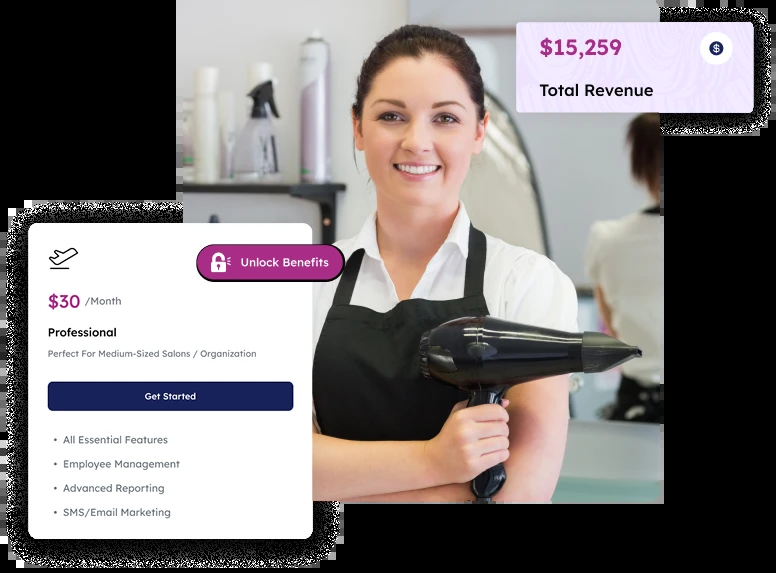 $15,259
Total Revenue
Unlock Benefits
$30 /Month
Professional
Perfect For Medium-Sized Salons / Organization
Get Started
• All Essential Features
• Employee Management
• Advanced Reporting
• SMS/Email Marketing